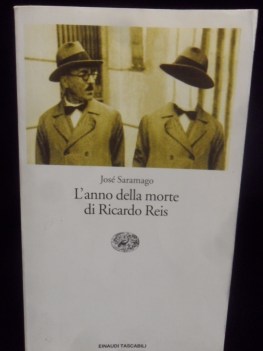 José Saramago
L'anno della morte
di Ricardo Reis
EINAUDI TASCABILI